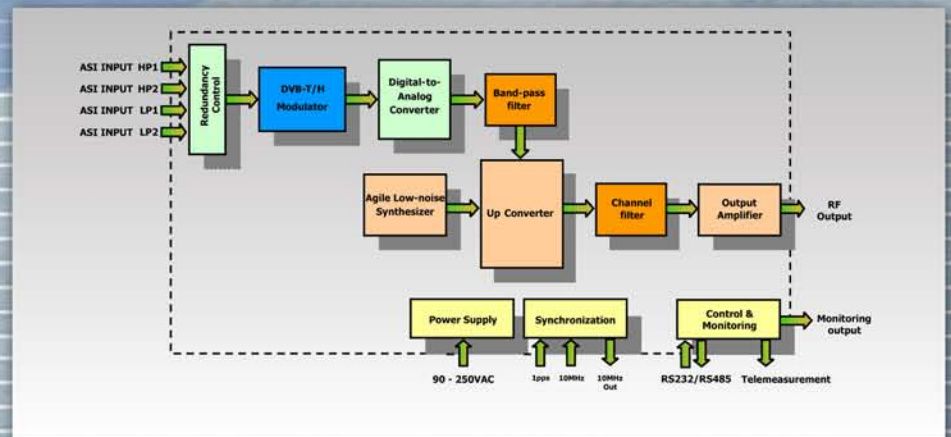 ASI INPUT HP1
ASI INPUT HP2
ASI INPUT LP1
ASI INPUT LP2
Redundancy
Control
DVB-T/H
Modulator
Digital-to-
Analog
Converter
Band-pass
filter
Agile Low-noise
Synthesizer
Up Converter
Channel
filter
Output
Amplifier
RF
Output
Power Supply
Synchronization
Control &
Monitoring
Monitoring
output
90 - 250VAC
1pps
10MHz
10MHz
Out
RS232/RS485
Telemeasurement